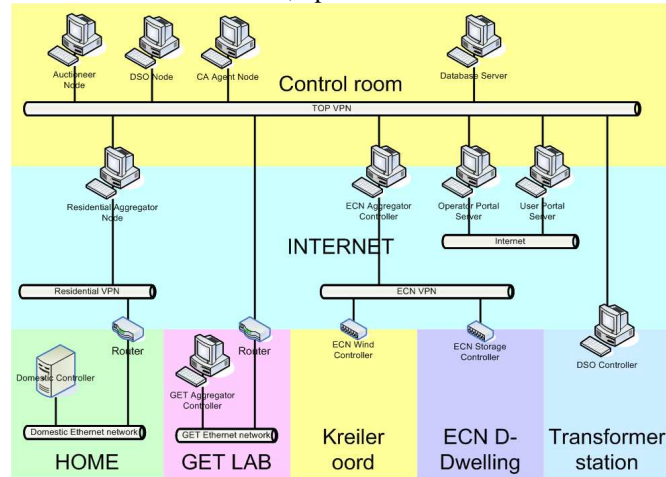 Auctioneer
Node
DSO Node
CA Agent Node
Database Server
Control room
TOP VPN
Residential Aggregator
Node
ECN Aggregator
Controller
Operator Portal
Server
User Portal
Server
INTERNET
Internet
Residential VPN
ECN VPN
Router
Router
ECN Wind
Controller
ECN Storage
Controller
DSO Controller
Domestic Controller
GET Aggregator
Controller
Domestic Ethernet network
GET Ethernet network
HOME
GET LAB
Kreiler
oord
ECN D-
Dwelling
Transformer
station